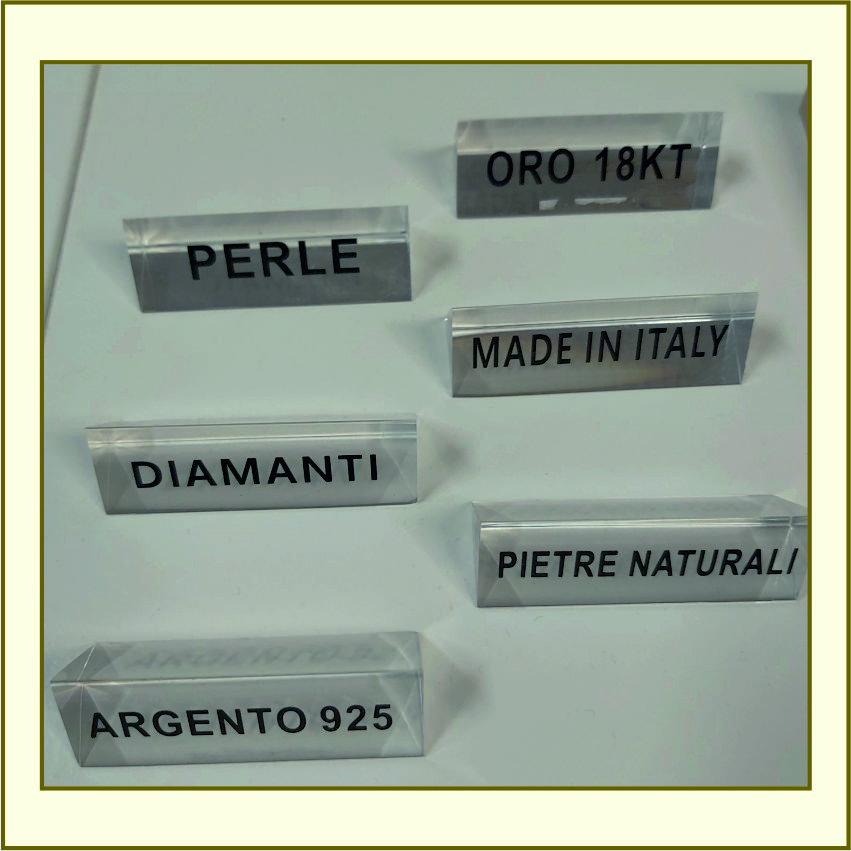 ORO 18KT
PERLE
MADE IN ITALY
DIAMANTI
PIETRE NATURALI
ARGENTO 925